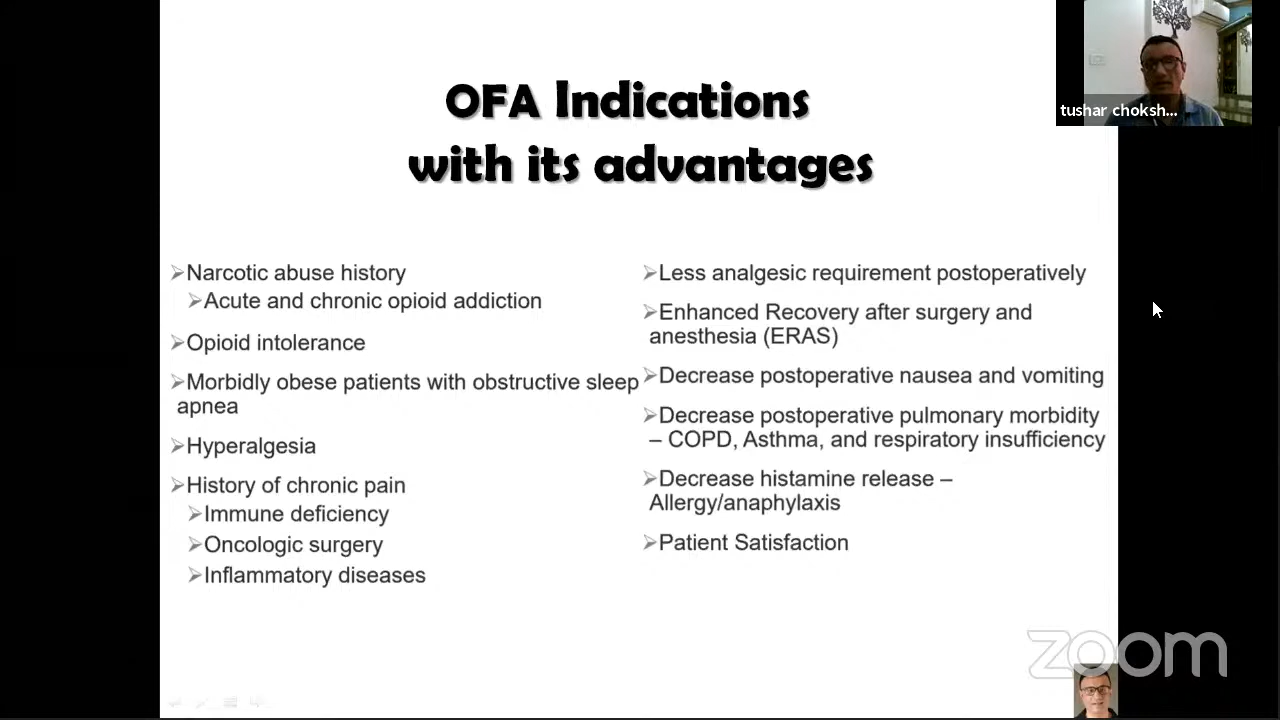 OFA Indications
with its advantages
tushar choksh...
➢Narcotic abuse history
➢Acute and chronic opioid addiction
➢Opioid intolerance
➢Morbidly obese patients with obstructive sleep
apnea
➢Hyperalgesia
➢History of chronic pain
➢Immune deficiency
➢Oncologic surgery
➢Inflammatory diseases
➢Less analgesic requirement postoperatively
➢Enhanced Recovery after surgery and
anesthesia (ERAS)
➢Decrease postoperative nausea and vomiting
➢Decrease postoperative pulmonary morbidity
– COPD, Asthma, and respiratory insufficiency
➢Decrease histamine release –
Allergy/anaphylaxis
➢Patient Satisfaction
zoom